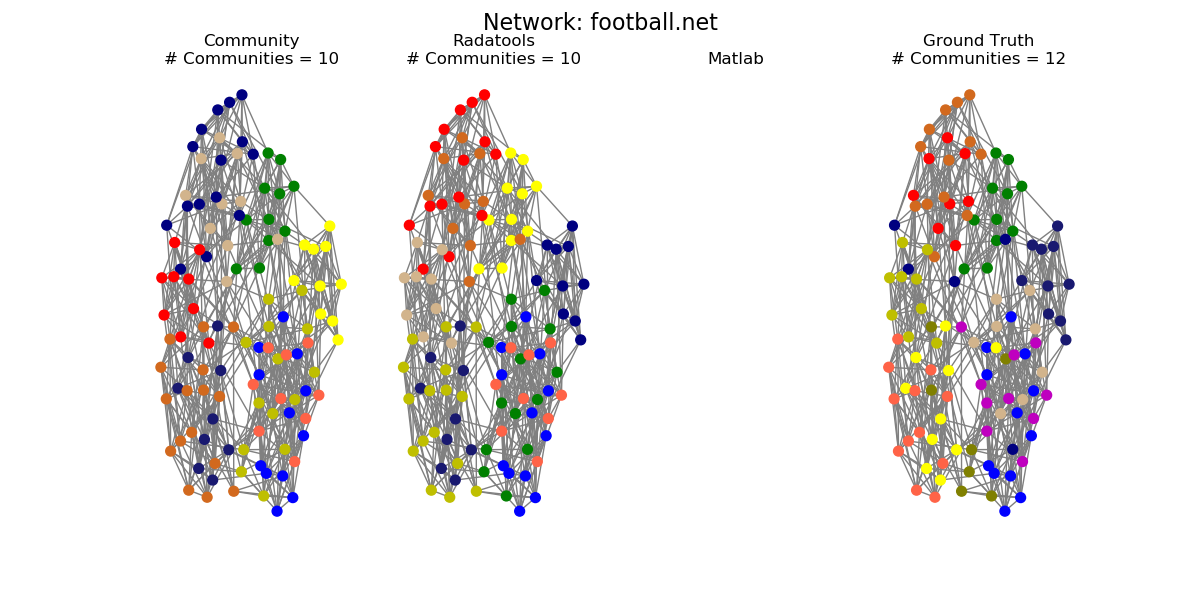 Network: football.net
Community
# Communities = 10
Radatools
# Communities = 10
Matlab
Ground Truth
# Communities = 12